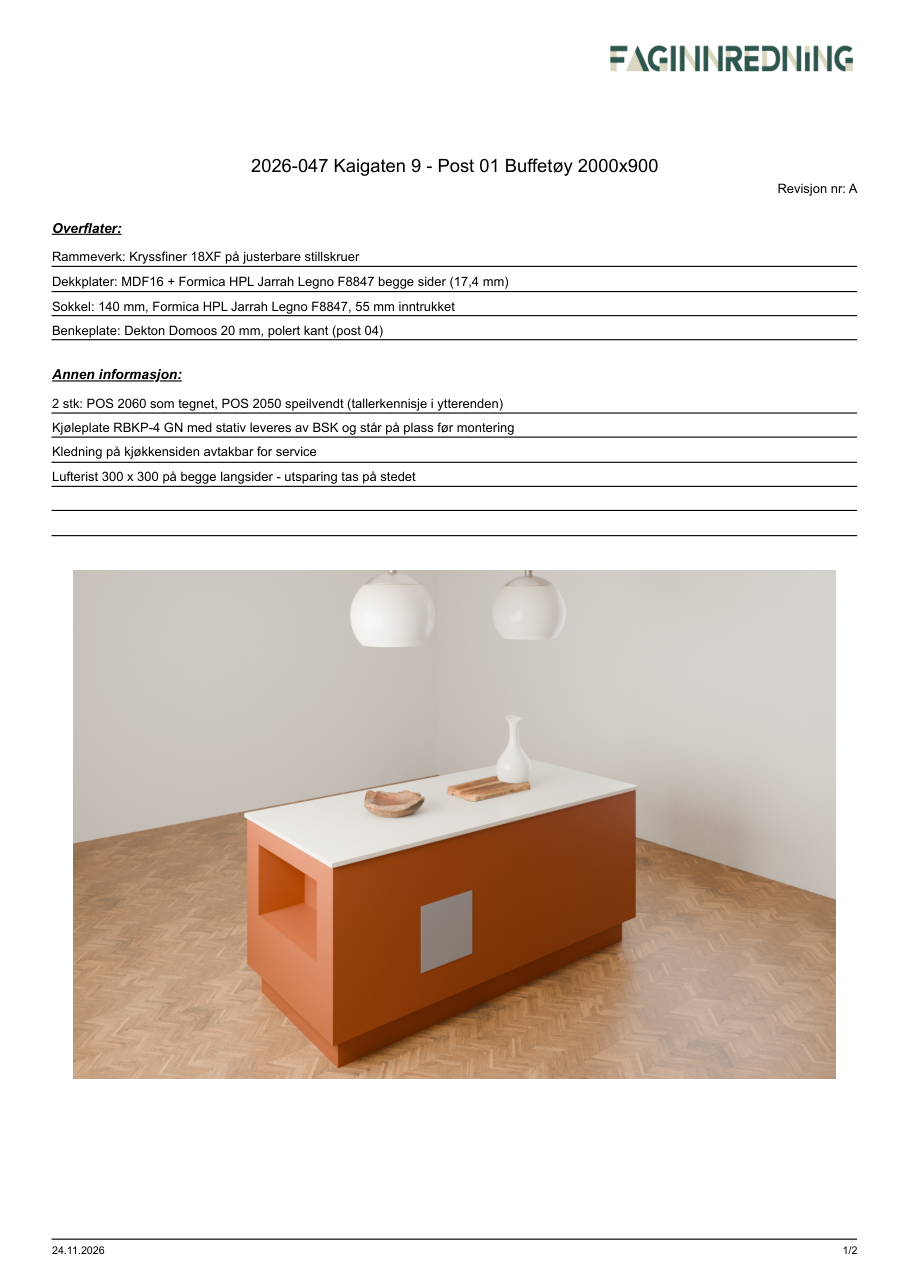 FAGINNREDNING
2026-047 Kaigaten 9 - Post 01 Buffetøy 2000x900
Revisjon nr: A
Overflater:
Rammeverk: Kryssfiner 18XF på justerbare stillskruer
Dekkplater: MDF16 + Formica HPL Jarrah Legno F8847 begge sider (17,4 mm)
Sokkel: 140 mm, Formica HPL Jarrah Legno F8847, 55 mm inntrukket
Benkeplate: Dekton Domoos 20 mm, polert kant (post 04)
Annen informasjon:
2 stk: POS 2060 som tegnet, POS 2050 speilvendt (tallerkennisje i ytterenden)
Kjøleplate RBKP-4 GN med stativ leveres av BSK og står på plass før montering
Kledning på kjøkkensiden avtakbar for service
Lufterist 300 x 300 på begge langsider - utsparing tas på stedet
24.11.2026
1/2